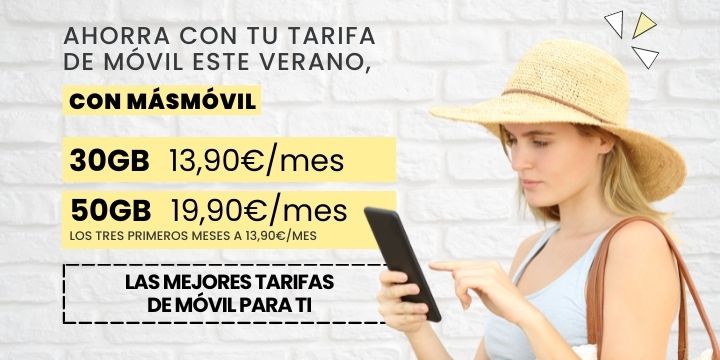 AHORRA CON TU TARIFA
DE MÓVIL ESTE VERANO,
CON MÁSMÓVIL
30GB 13,90€/mes
50GB 19,90€/mes
LOS TRES PRIMEROS MESES A 13,90€/MES
LAS MEJORES TARIFAS
DE MÓVIL PARA TI